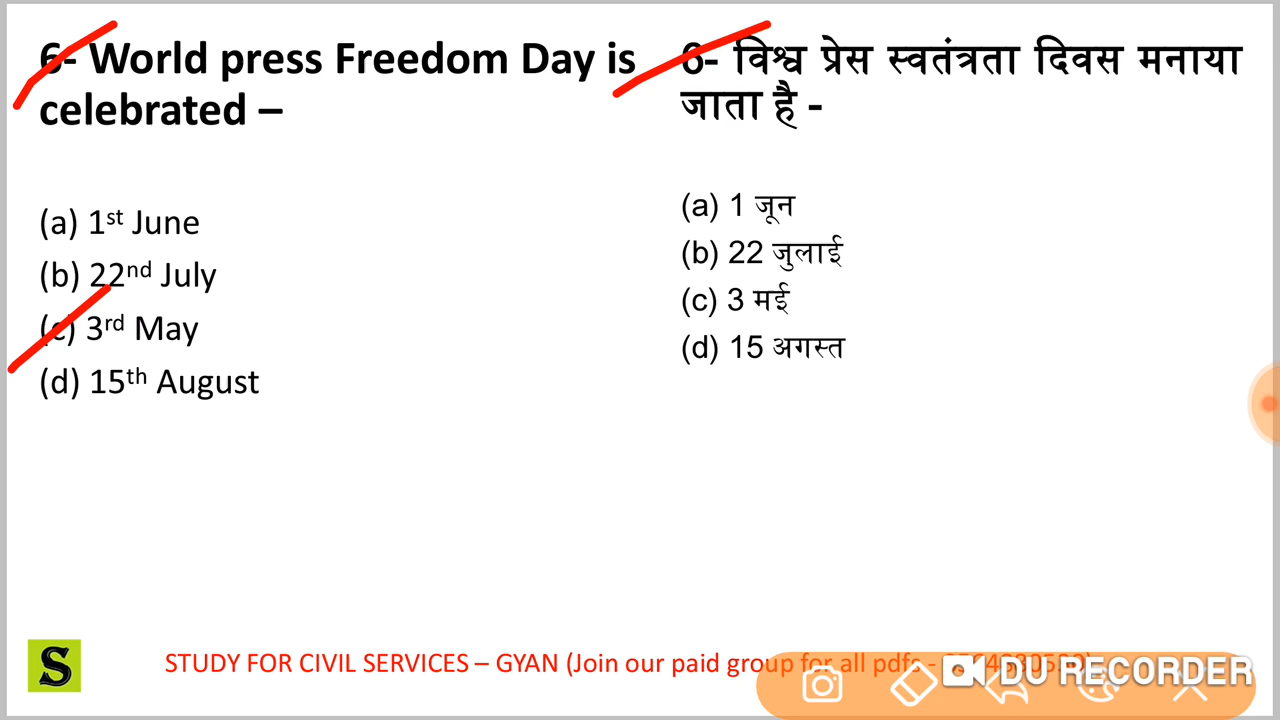 6- World press Freedom Day is
celebrated –
(a) 1st June
(b) 22nd July
(c) 3rd May
(d) 15th August
6- विश्व प्रेस स्वतंत्रता दिवस मनाया
जाता है -
(a) 1 जून
(b) 22 जुलाई
(c) 3 मई
(d) 15 अगस्त
S
STUDY FOR CIVIL SERVICES – GYAN (Join our paid group for all pdfs -
DU RECORDER